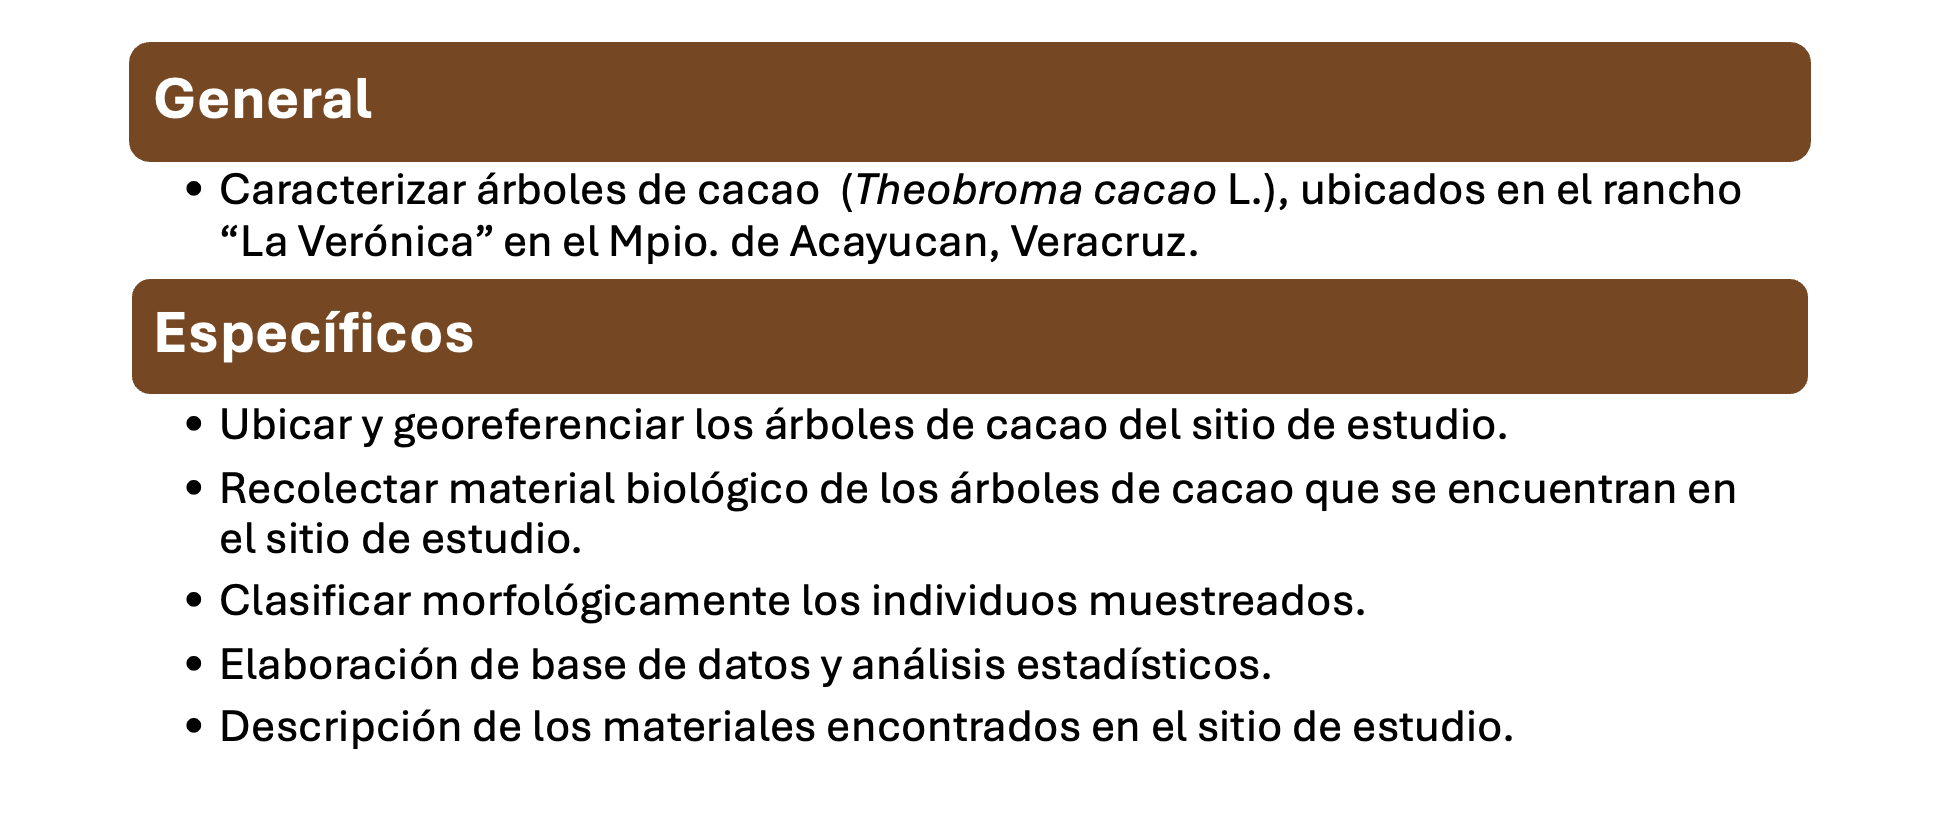 General
• Caracterizar árboles de cacao  (Theobroma cacao L.), ubicados en el rancho
“La Verónica” en el Mpio. de Acayucan, Veracruz.
Específicos
• Ubicar y georeferenciar los árboles de cacao del sitio de estudio.
• Recolectar material biológico de los árboles de cacao que se encuentran en
el sitio de estudio.
• Clasificar morfológicamente los individuos muestreados.
• Elaboración de base de datos y análisis estadísticos.
• Descripción de los materiales encontrados en el sitio de estudio.